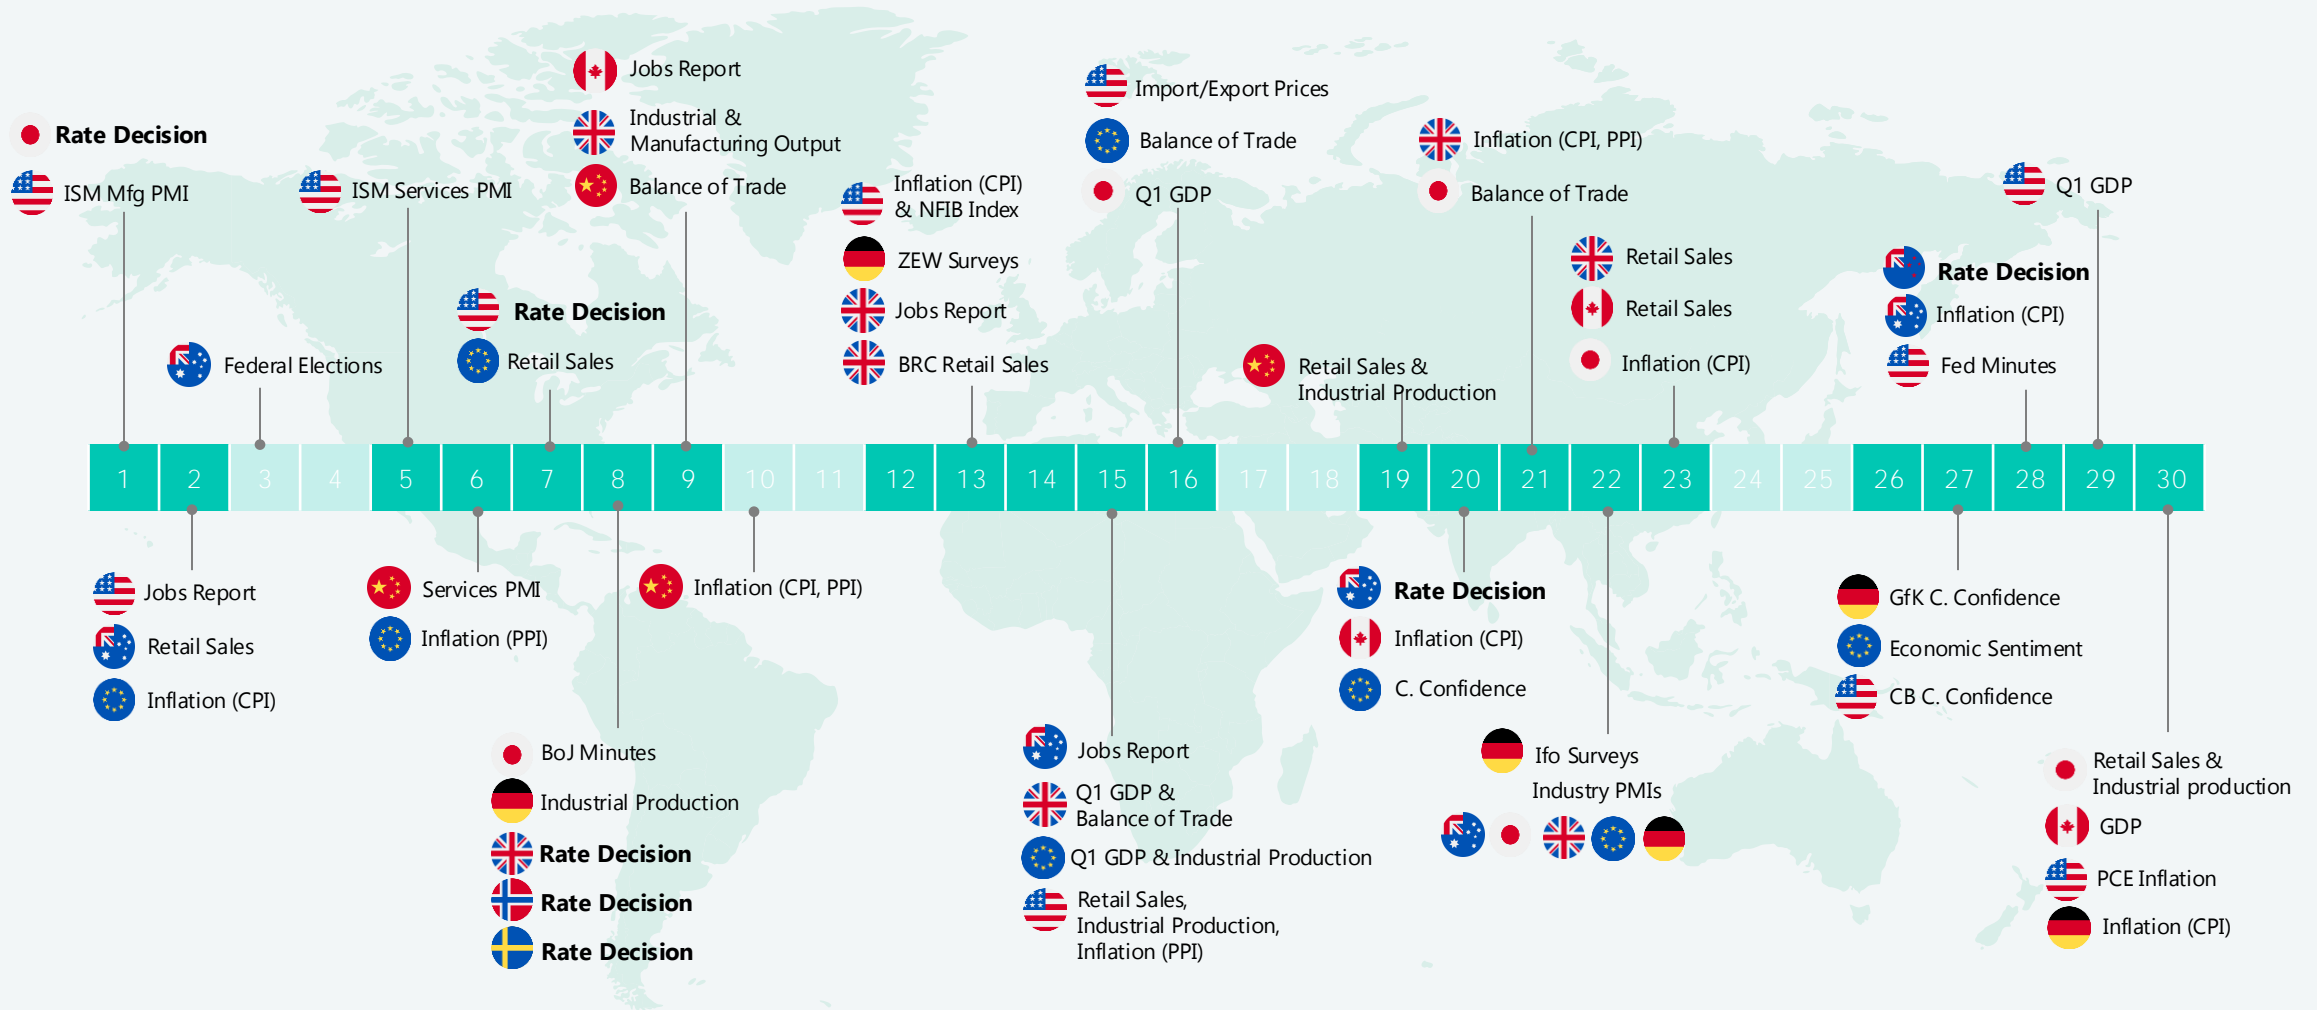 Rate Decision
ISM Mfg PMI
Federal Elections
ISM Services PMI
Rate Decision
Retail Sales
Jobs Report
Industrial &
Manufacturing Output
Balance of Trade
Inflation (CPI)
& NFIB Index
ZEW Surveys
Jobs Report
BRC Retail Sales
Import/Export Prices
Balance of Trade
Q1 GDP
Retail Sales &
Industrial Production
Inflation (CPI, PPI)
Balance of Trade
Retail Sales
Retail Sales
Inflation (CPI)
Rate Decision
Inflation (CPI)
Fed Minutes
Q1 GDP
1 2 3 4 5 6 7 8 9 10 11 12 13 14 15 16 17 18 19 20 21 22 23 24 25 26 27 28 29 30
Jobs Report
Retail Sales
Inflation (CPI)
Services PMI
Inflation (PPI)
BoJ Minutes
Industrial Production
Rate Decision
Rate Decision
Rate Decision
Inflation (CPI, PPI)
Jobs Report
Q1 GDP &
Balance of Trade
Q1 GDP & Industrial Production
Retail Sales,
Industrial Production,
Inflation (PPI)
Rate Decision
Inflation (CPI)
C. Confidence
Ifo Surveys
Industry PMIs
GfK C. Confidence
Economic Sentiment
CB C. Confidence
Retail Sales &
Industrial production
GDP
PCE Inflation
Inflation (CPI)